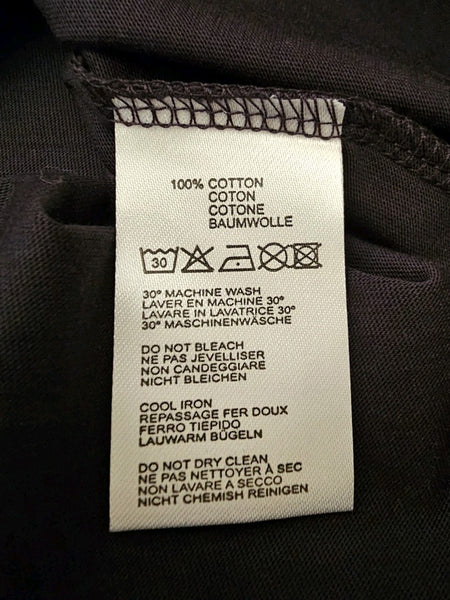 100% COTTON
COTON
COTONE
BAUMWOLLE
30
30° MACHINE WASH
LAVER EN MACHINE 30°
LAVARE IN LAVATRICE 30°
30° MASCHINENWÄSCHE
DO NOT BLEACH
NE PAS JEVELLISER
NON CANDEGGIARE
NICHT BLEICHEN
COOL IRON
REPASSAGE FER DOUX
FERRO TIEPIDO
LAUWARM BÜGELN
DO NOT DRY CLEAN
NE PAS NETTOYER À SEC
NON LAVARE A SECCO
NICHT CHEMISH REINIGEN